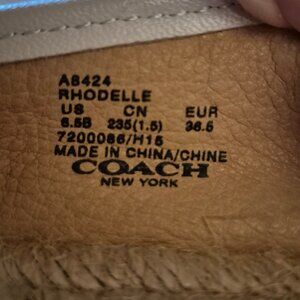 A8424
RHODELLE
US CN EUR
6.5B 235(1.5) 36.5
7200086/H15
MADE IN CHINA/CHINE
COACH
NEW YORK